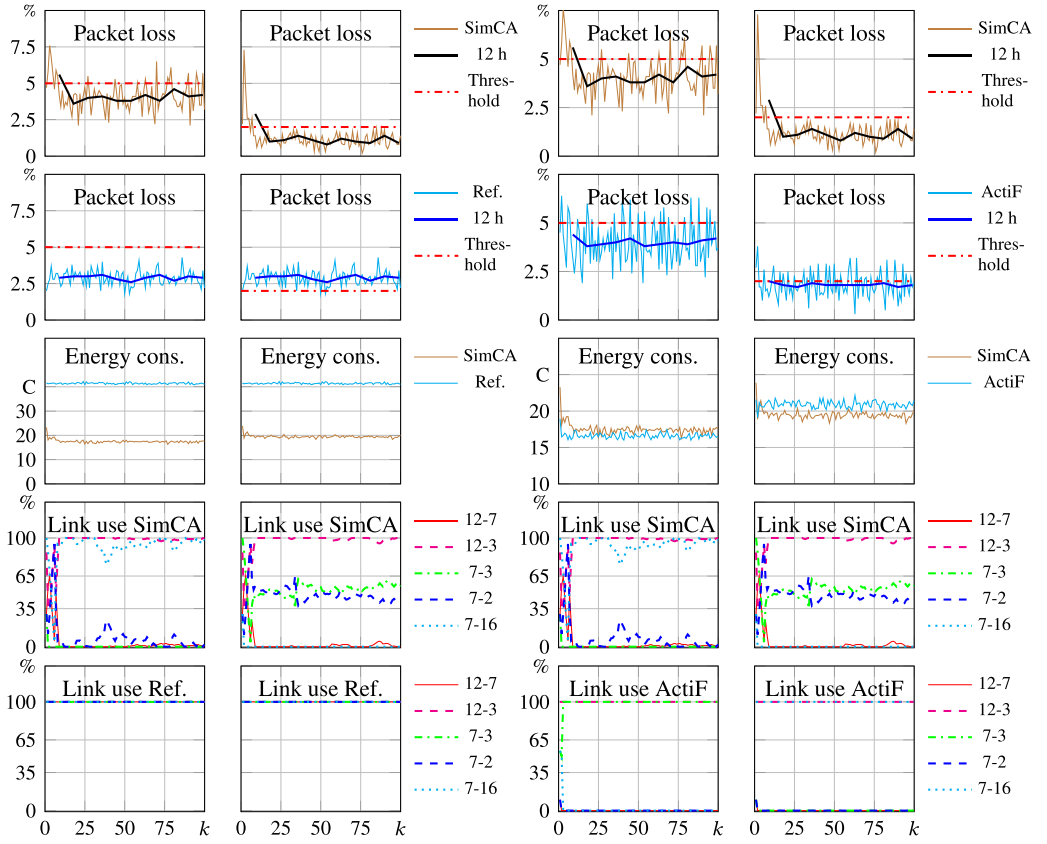 % %
Packet loss Packet loss SimCA Packet loss Packet loss SimCA
7.5 12 h 12 h
5 Thres- 5 Thres-
hold hold
2.5 2.5
0 0
% %
Packet loss Packet loss Ref. Packet loss Packet loss ActiF
7.5 12 h 12 h
5 Thres- 5 Thres-
hold hold
2.5 2.5
0 0
Energy cons. Energy cons. SimCA Energy cons. Energy cons. SimCA
C Ref. C ActiF
30 20
20 15
0 10
% %
Link use SimCA Link use SimCA 12-7 Link use SimCA Link use SimCA 12-7
100 12-3 100 12-3
65 7-3 65 7-3
35 7-2 35 7-2
0 7-16 0 7-16
% %
Link use Ref. Link use Ref. 12-7 Link use ActiF Link use ActiF 12-7
100 12-3 100 12-3
65 7-3 65 7-3
35 7-2 35 7-2
0 7-16 0 7-16
0 25 75 k 0 25 75 k 0 25 75 k 0 25 75 k